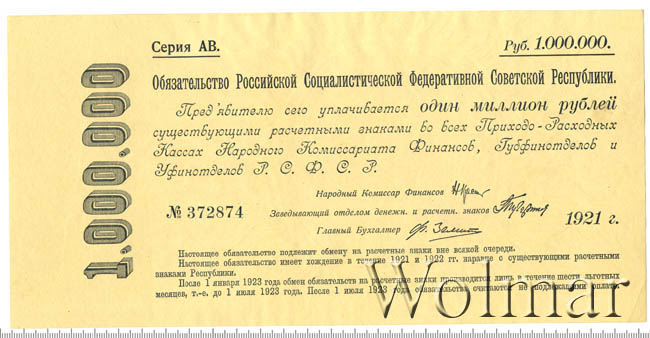 Серия АВ.
Руб. 1.000.000.
1.000.000
Обязательство Российской Социалистической Федеративной Советской Республики.
Пред'явителю сего уплачивается один миллион рублей
существующими расчетными знаками во всех Приходо-Расходных
Кассах Народного Комиссариата Финансов, Губфинотделов и
Уфинотделов Р. С. Ф. С. Р.
Народный Комиссар Финансов
№ 372874
Заведывающий отделом денежн. и расчетн. знаков
1921 г.
Главный Бухгалтер
Настоящее обязательство подлежит обмену на расчетные знаки вне всякой очереди.
Настоящее обязательство имеет хождение в течение 1921 и 1922 гг. наравне с существующими расчетными
знаками Республики.
После 1 января 1923 года обмен обязательств на расчетные знаки производится лишь в течение шести льготных
месяцев, т.-е. до 1 июля 1923 года. После 1 июля 1923 года обязательства считаются не подлежащими оплате.
Wolmar